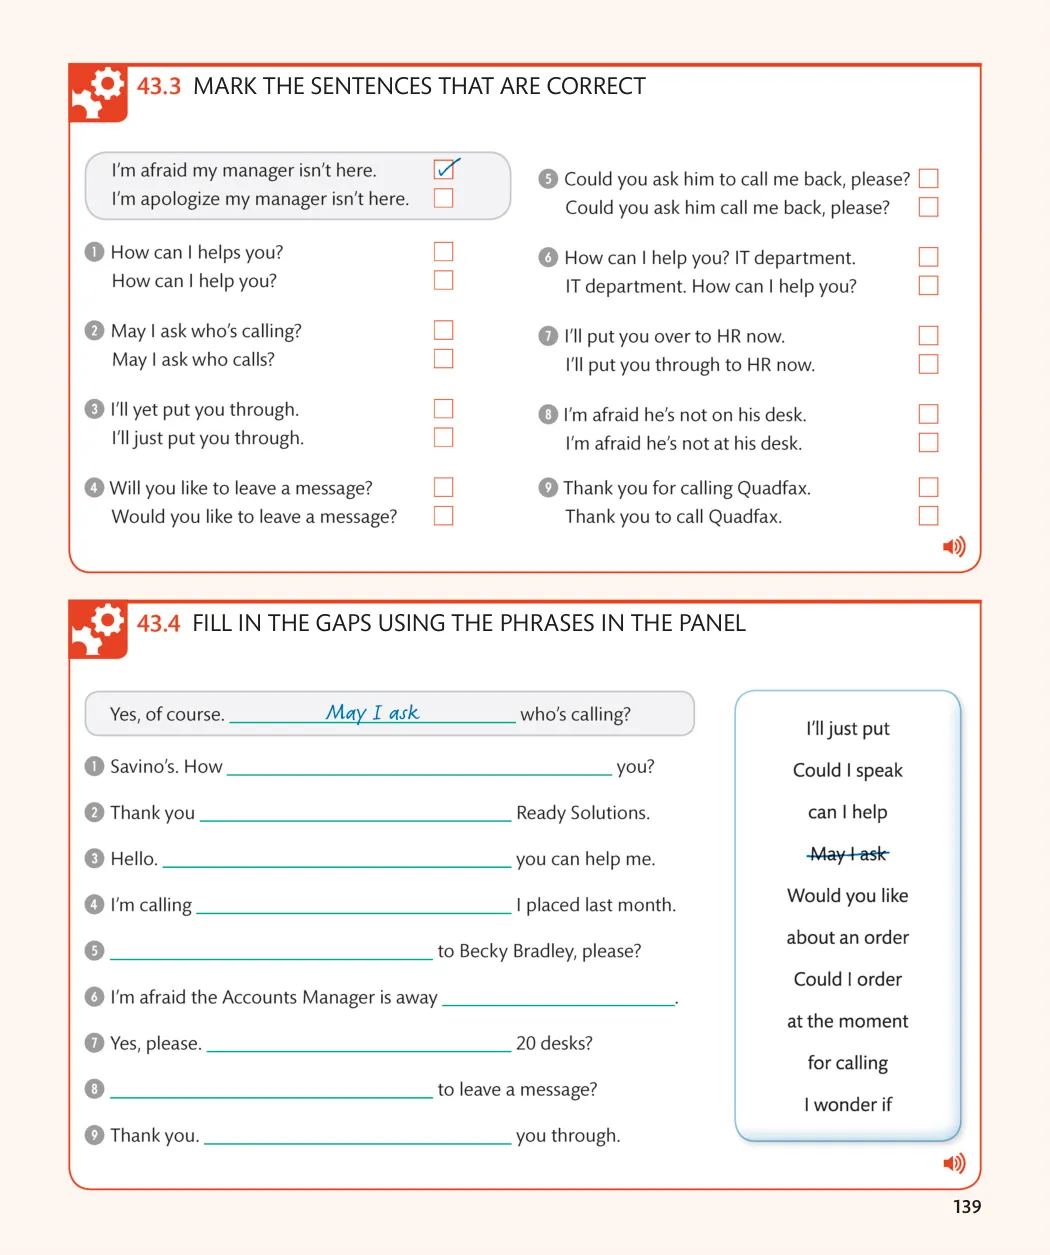 43.3 MARK THE SENTENCES THAT ARE CORRECT
I'm afraid my manager isn't here.
I'm apologize my manager isn't here.
1 How can I helps you?
How can I help you?
2 May I ask who's calling?
May I ask who calls?
3 I'll yet put you through.
I'll just put you through.
4 Will you like to leave a message?
Would you like to leave a message?
5 Could you ask him to call me back, please?
Could you ask him call me back, please?
6 How can I help you? IT department.
IT department. How can I help you?
7 I'll put you over to HR now.
I'll put you through to HR now.
8 I'm afraid he's not on his desk.
I'm afraid he's not at his desk.
9 Thank you for calling Quadfax.
Thank you to call Quadfax.
43.4 FILL IN THE GAPS USING THE PHRASES IN THE PANEL
Yes, of course. May I ask who's calling?
1 Savino's. How ______ you?
2 Thank you ______ Ready Solutions.
3 Hello. ______ you can help me.
4 I'm calling ______ I placed last month.
5 ______ to Becky Bradley, please?
6 I'm afraid the Accounts Manager is away ______.
7 Yes, please. ______ 20 desks?
8 ______ to leave a message?
9 Thank you. ______ you through.
I'll just put
Could I speak
can I help
May I ask
Would you like
about an order
Could I order
at the moment
for calling
I wonder if
139